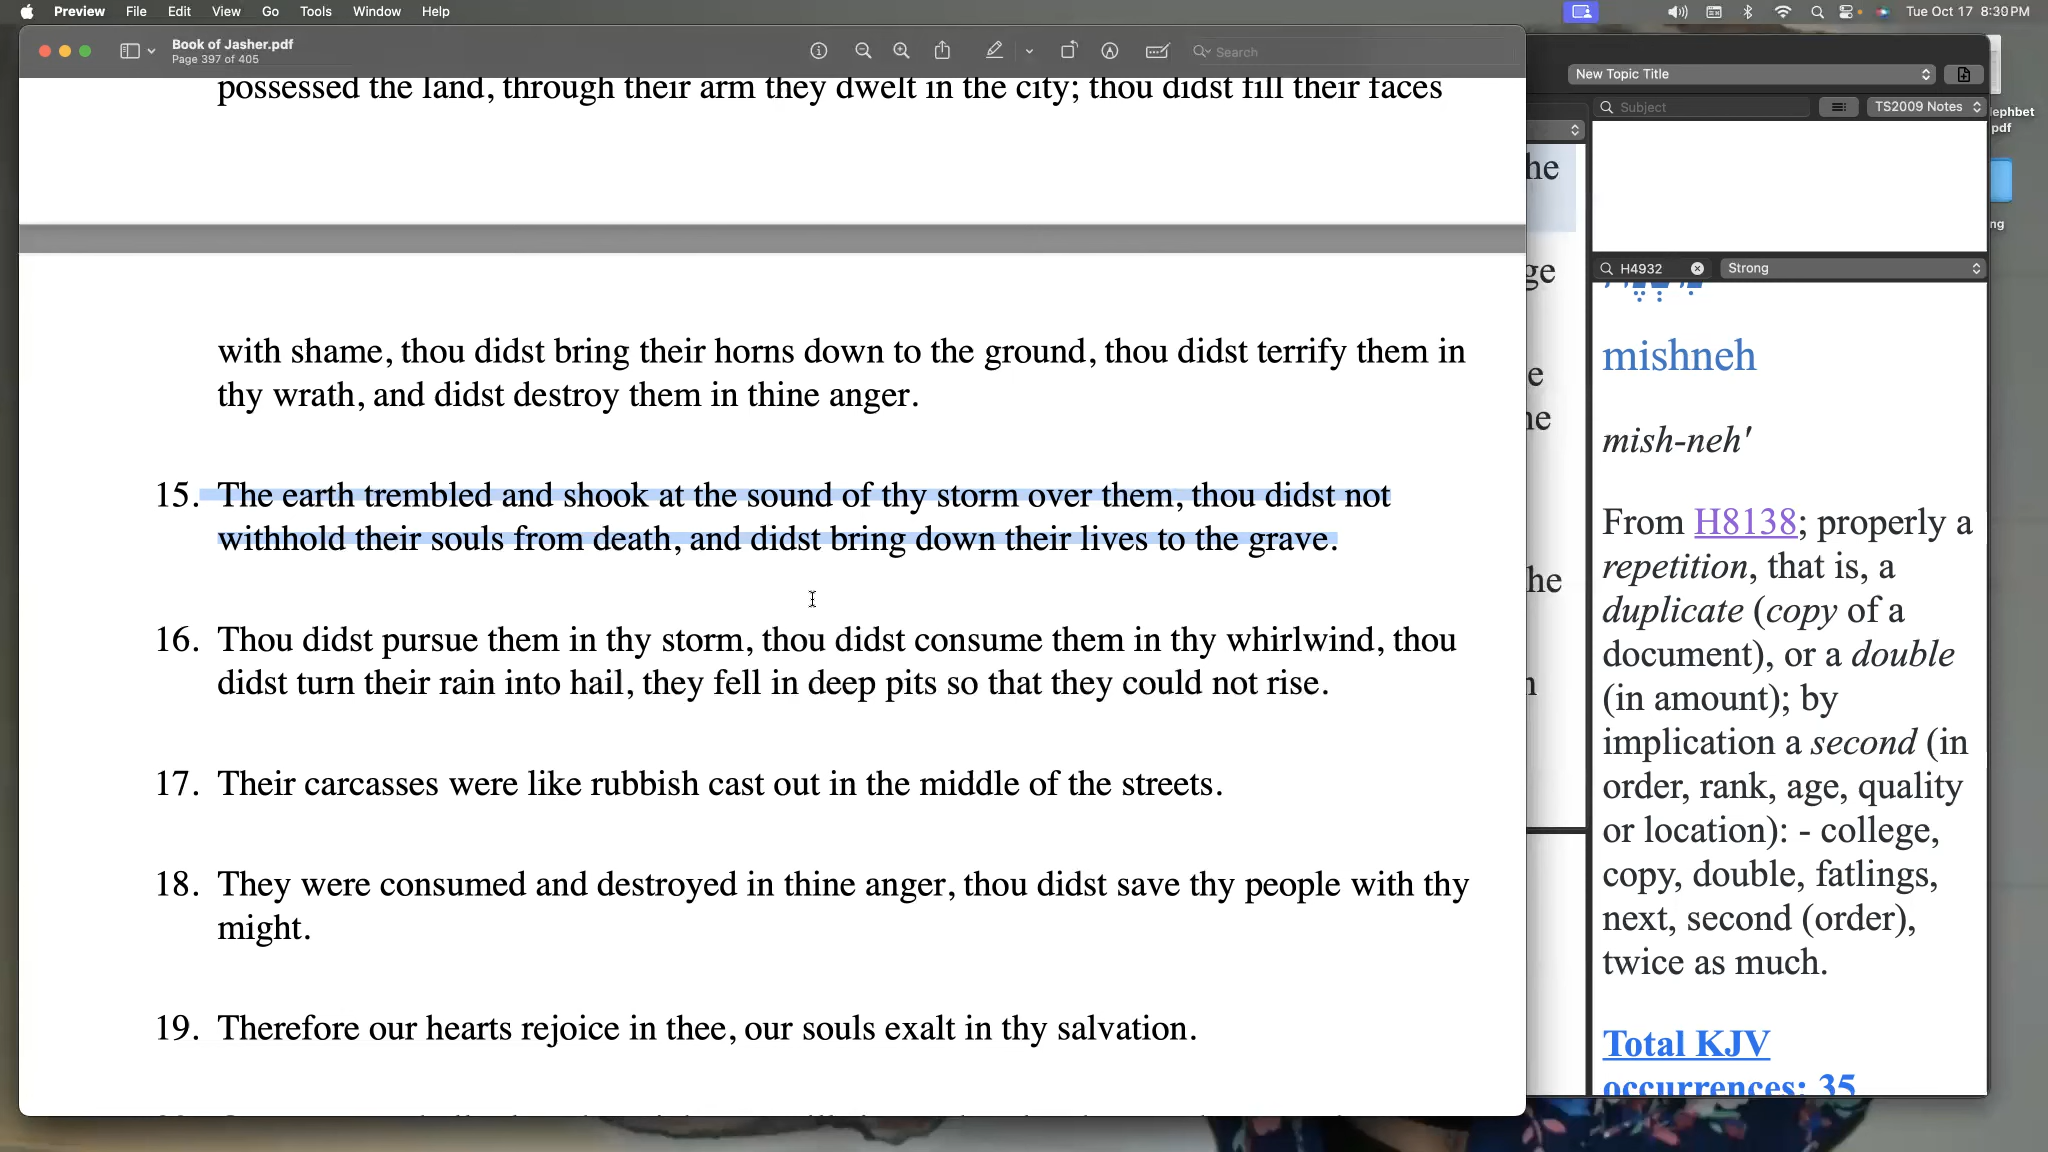 Preview File Edit View Go Tools Window Help
Tue Oct 17 8:30 PM
Book of Jasher.pdf
Page 397 of 405
Search
possessed the land, through their arm they dwelt in the city; thou didst fill their faces
with shame, thou didst bring their horns down to the ground, thou didst terrify them in
thy wrath, and didst destroy them in thine anger.
15. The earth trembled and shook at the sound of thy storm over them, thou didst not
withhold their souls from death, and didst bring down their lives to the grave.
16. Thou didst pursue them in thy storm, thou didst consume them in thy whirlwind, thou
didst turn their rain into hail, they fell in deep pits so that they could not rise.
17. Their carcasses were like rubbish cast out in the middle of the streets.
18. They were consumed and destroyed in thine anger, thou didst save thy people with thy
might.
19. Therefore our hearts rejoice in thee, our souls exalt in thy salvation.
he
ge
e
he
he
New Topic Title
Subject
TS2009 Notes
H4932
Strong
mishneh
mish-neh'
From H8138; properly a
repetition, that is, a
duplicate (copy of a
document), or a double
(in amount); by
implication a second (in
order, rank, age, quality
or location): - college,
copy, double, fatlings,
next, second (order),
twice as much.
Total KJV
occurrences: 35
lephbet
pdf
ng